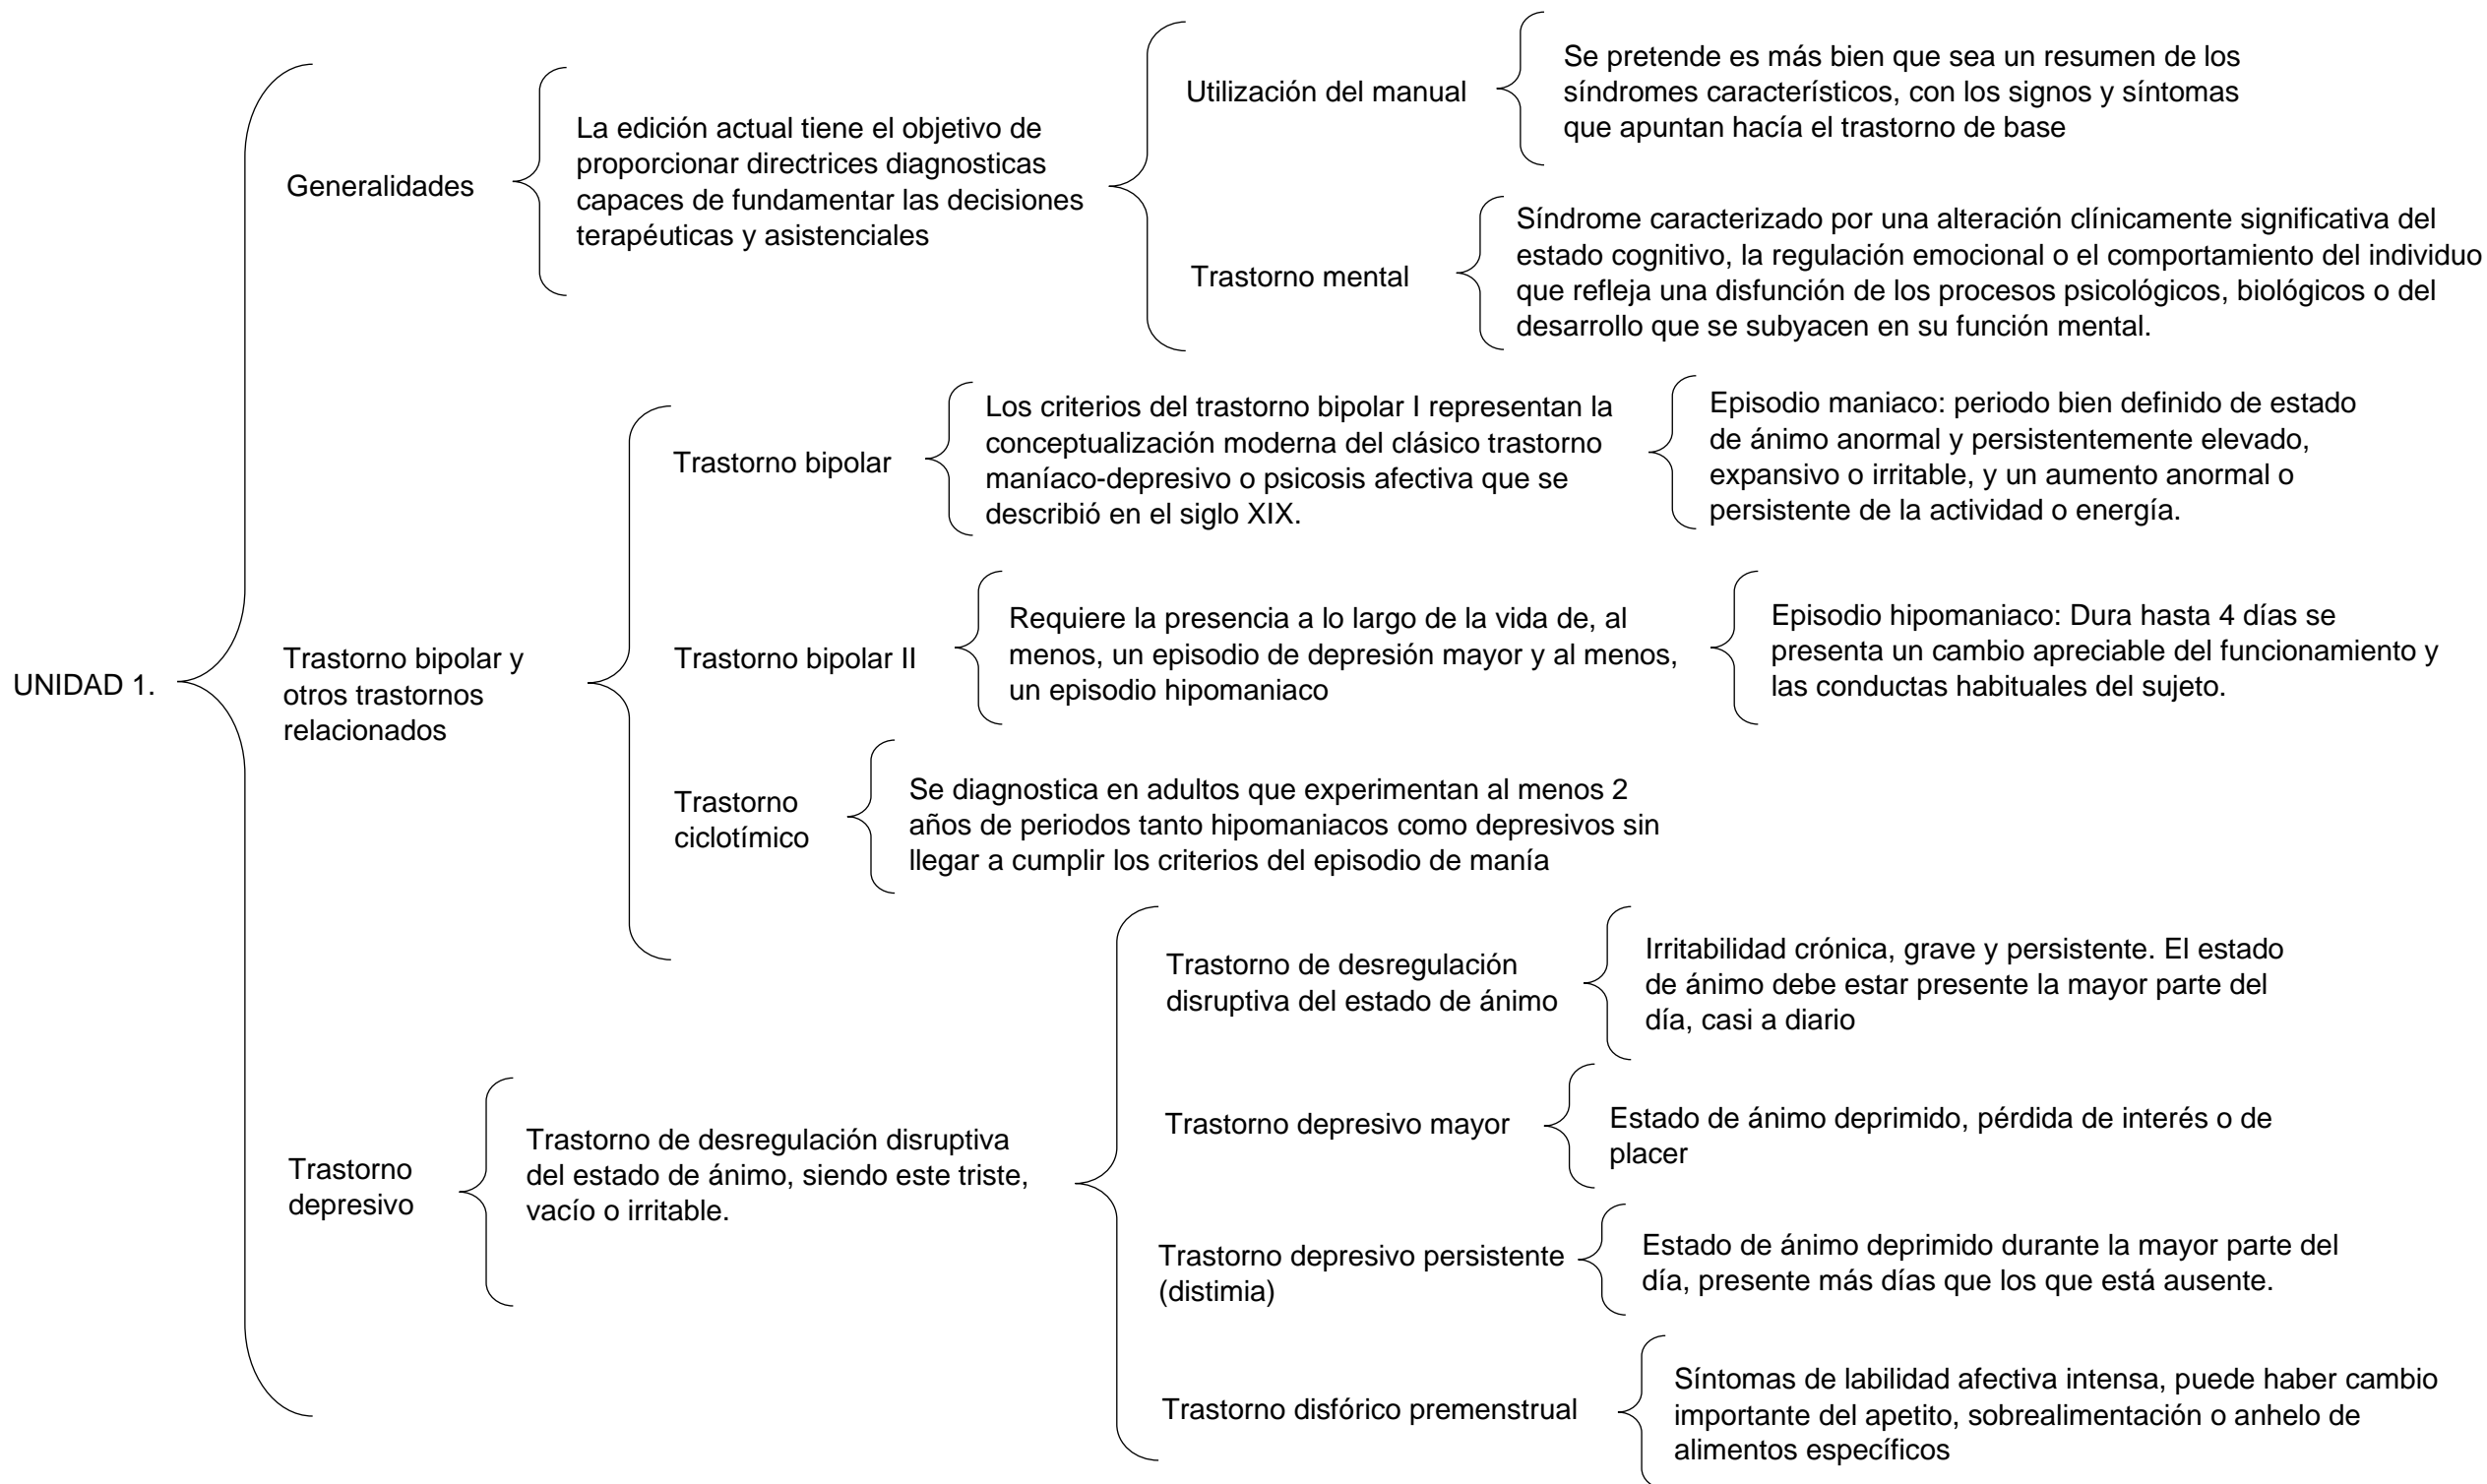 UNIDAD 1.
Generalidades
La edición actual tiene el objetivo de
proporcionar directrices diagnosticas
capaces de fundamentar las decisiones
terapéuticas y asistenciales
Utilización del manual
Se pretende es más bien que sea un resumen de los
síndromes característicos, con los signos y síntomas
que apuntan hacía el trastorno de base
Trastorno mental
Síndrome caracterizado por una alteración clínicamente significativa del
estado cognitivo, la regulación emocional o el comportamiento del individuo
que refleja una disfunción de los procesos psicológicos, biológicos o del
desarrollo que se subyacen en su función mental.
Trastorno bipolar y
otros trastornos
relacionados
Trastorno bipolar
Los criterios del trastorno bipolar I representan la
conceptualización moderna del clásico trastorno
maníaco-depresivo o psicosis afectiva que se
describió en el siglo XIX.
Episodio maniaco: periodo bien definido de estado
de ánimo anormal y persistentemente elevado,
expansivo o irritable, y un aumento anormal o
persistente de la actividad o energía.
Trastorno bipolar II
Requiere la presencia a lo largo de la vida de, al
menos, un episodio de depresión mayor y al menos,
un episodio hipomaniaco
Episodio hipomaniaco: Dura hasta 4 días se
presenta un cambio apreciable del funcionamiento y
las conductas habituales del sujeto.
Trastorno
ciclotímico
Se diagnostica en adultos que experimentan al menos 2
años de periodos tanto hipomaniacos como depresivos sin
llegar a cumplir los criterios del episodio de manía
Trastorno
depresivo
Trastorno de desregulación disruptiva
del estado de ánimo, siendo este triste,
vacío o irritable.
Trastorno de desregulación
disruptiva del estado de ánimo
Irritabilidad crónica, grave y persistente. El estado
de ánimo debe estar presente la mayor parte del
día, casi a diario
Trastorno depresivo mayor
Estado de ánimo deprimido, pérdida de interés o de
placer
Trastorno depresivo persistente
(distimia)
Estado de ánimo deprimido durante la mayor parte del
día, presente más días que los que está ausente.
Trastorno disfórico premenstrual
Síntomas de labilidad afectiva intensa, puede haber cambio
importante del apetito, sobrealimentación o anhelo de
alimentos específicos